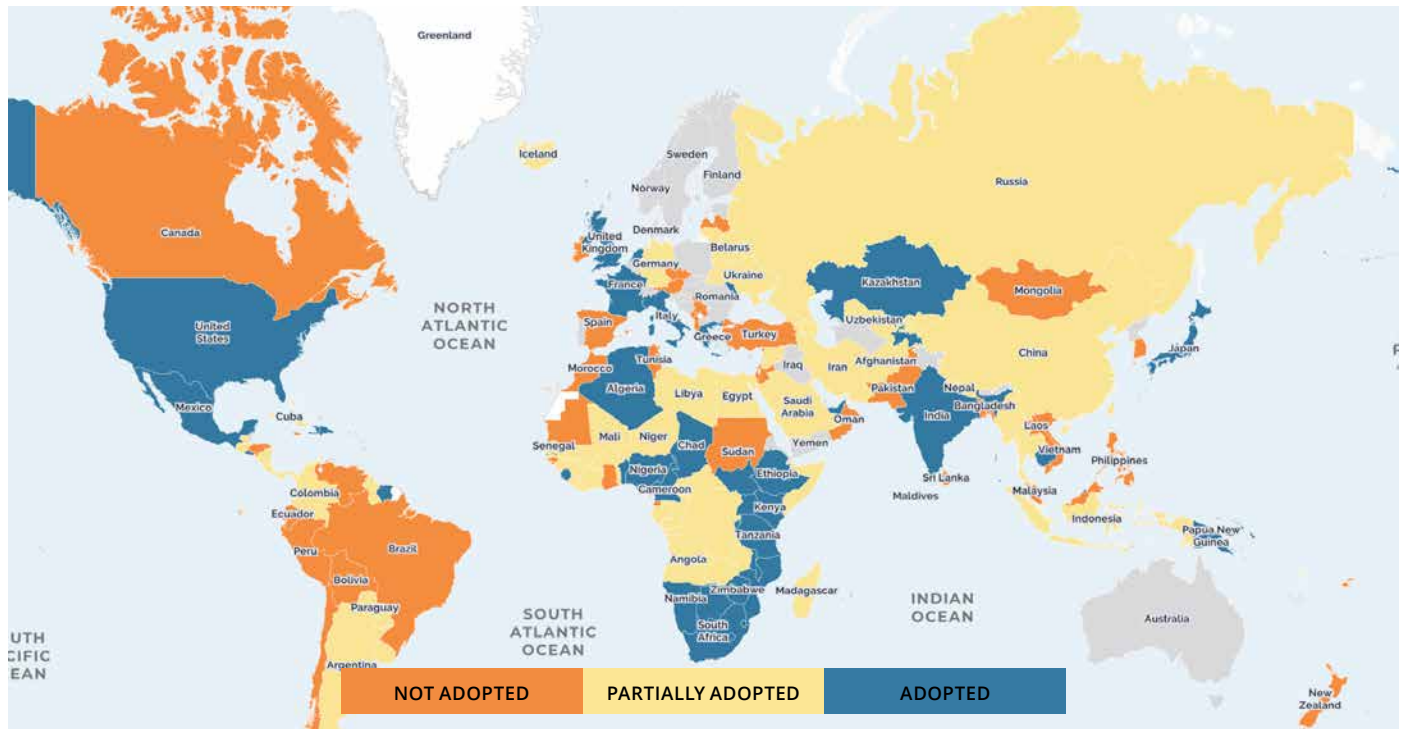 Greenland
Iceland
Sweden
Finland
Norway
Russia
Canada
Denmark
United
Kingdom
Belarus
Germany
Ukraine
France
Kazakhstan
Mongolia
Romania
NORTH
ATLANTIC
OCEAN
United
States
Spain
Italy
Greece
Turkey
Uzbekistan
Japan
China
Morocco
Tunisia
Iraq
Iran
Afghanistan
Algeria
Libya
Egypt
Saudi
Arabia
Pakistan
Nepal
Mexico
Cuba
Oman
India
Bangladesh
Laos
Senegal
Mali
Niger
Chad
Sudan
Yemen
Vietnam
Philippines
Nigeria
Ethiopia
Sri Lanka
Colombia
Cameroon
Maldives
Malaysia
Ecuador
Kenya
Indonesia
Tanzania
Papua New
Guinea
Peru
Brazil
Angola
Bolivia
Zimbabwe
Madagascar
Paraguay
Namibia
INDIAN
OCEAN
SOUTH
ATLANTIC
OCEAN
South
Africa
Australia
UTH
CIFIC
EAN
Argentina
New
Zealand
NOT ADOPTED
PARTIALLY ADOPTED
ADOPTED